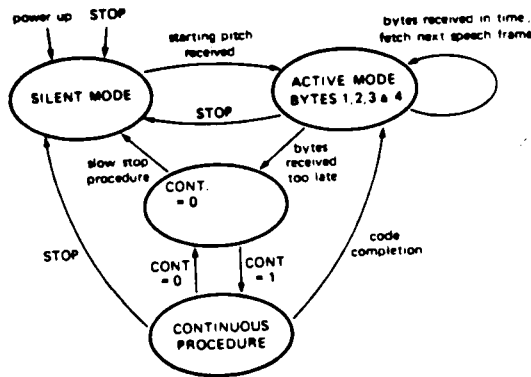 power up
STOP
starting pitch
received
bytes received in time,
fetch next speech frame
SILENT MODE
ACTIVE MODE
BYTES 1,2,3 & 4
STOP
slow stop
procedure
CONT.
= 0
bytes
received
too late
STOP
CONT
= 0
CONT
= 1
code
completion
CONTINUOUS
PROCEDURE